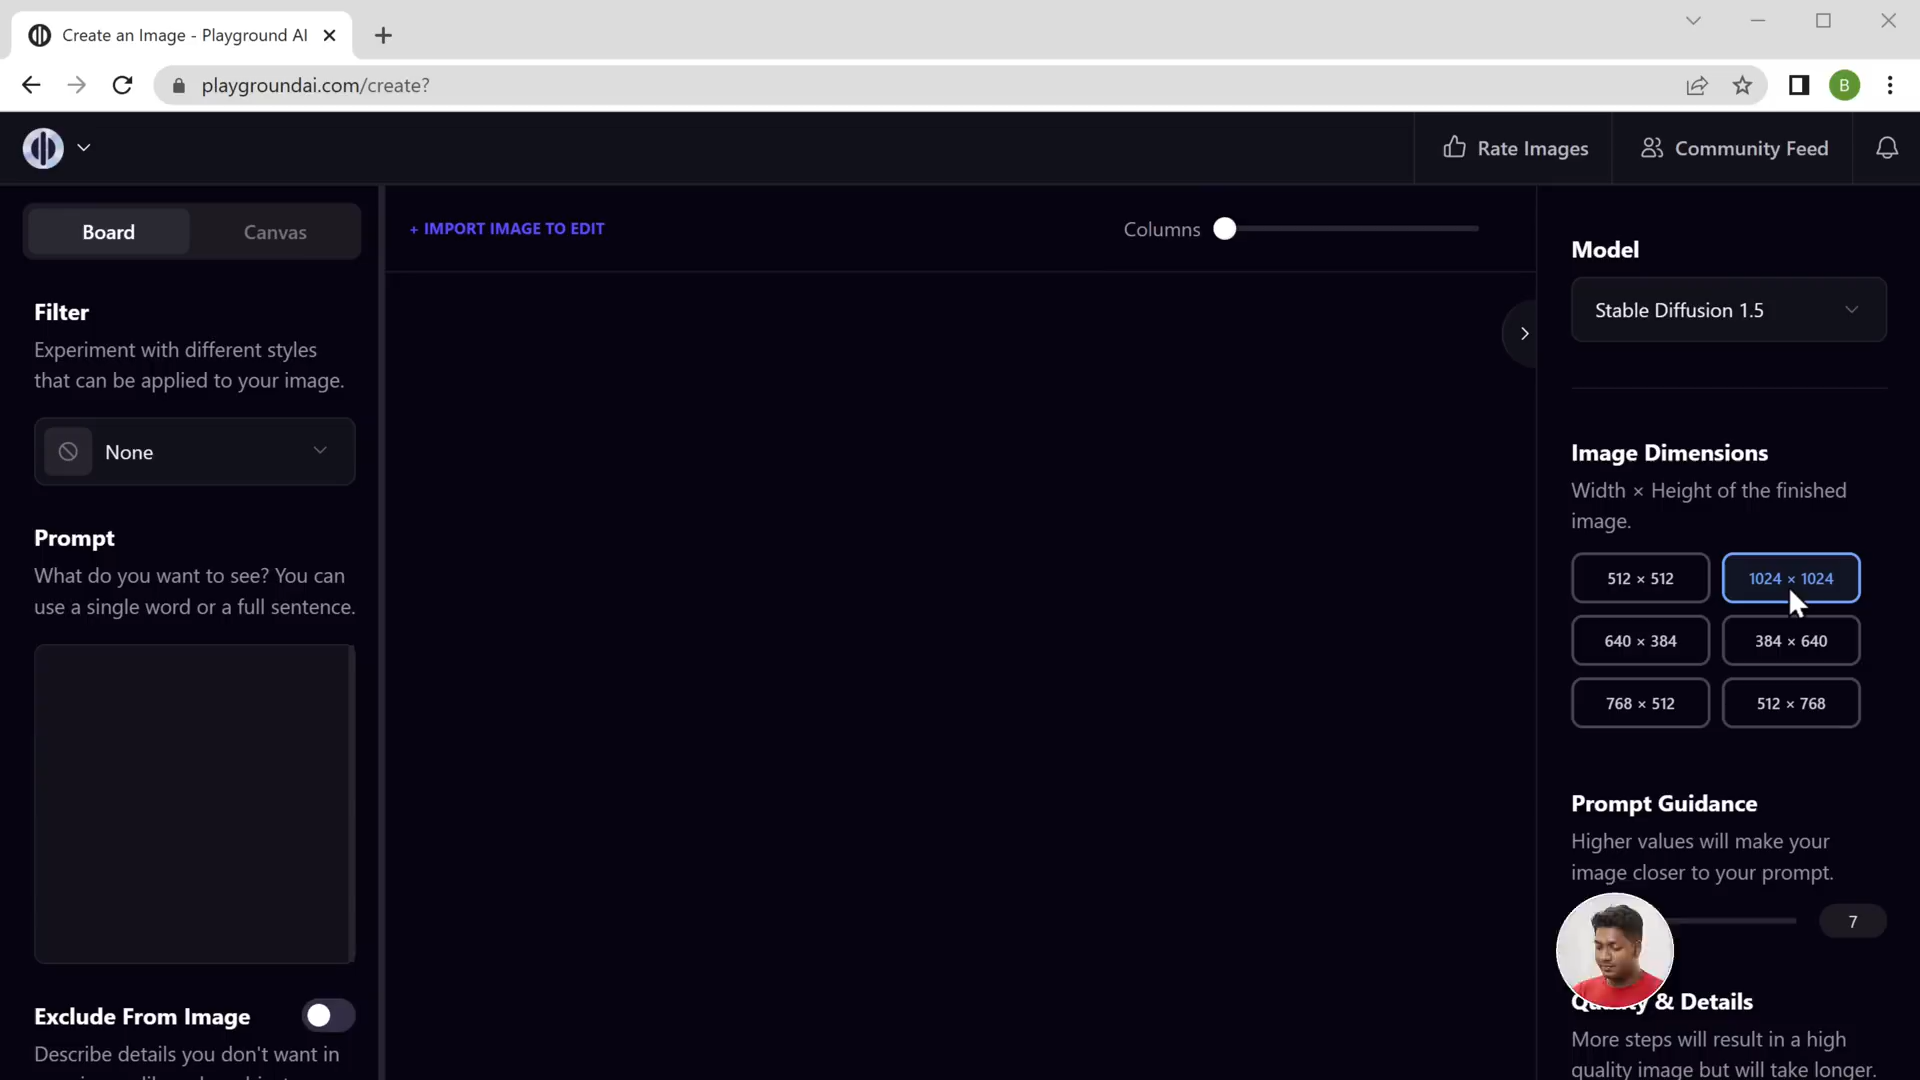 Create an Image - Playground AI
playgroundai.com/create?
B
Rate Images
Community Feed
Board
Canvas
+ IMPORT IMAGE TO EDIT
Columns
Filter
Experiment with different styles
that can be applied to your image.
None
Prompt
What do you want to see? You can
use a single word or a full sentence.
Exclude From Image
Describe details you don't want in
Model
Stable Diffusion 1.5
Image Dimensions
Width × Height of the finished
image.
512 × 512
1024 × 1024
640 × 384
384 × 640
768 × 512
512 × 768
Prompt Guidance
Higher values will make your
image closer to your prompt.
7
Quality & Details
More steps will result in a high
quality image but will take longer.